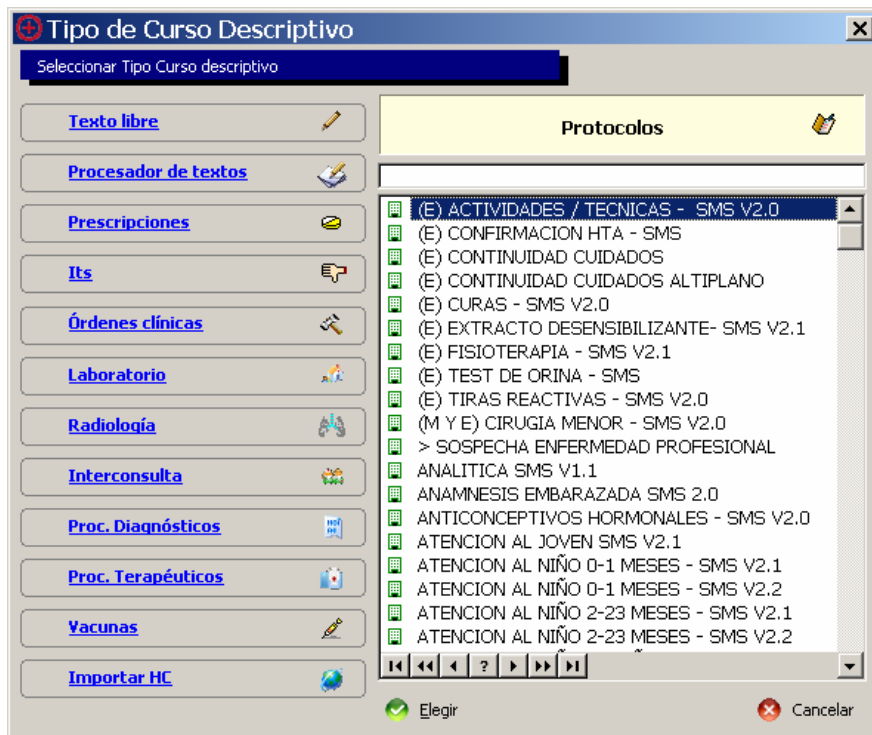 Tipo de Curso Descriptivo
Seleccionar Tipo Curso descriptivo
Texto libre
Procesador de textos
Prescripciones
Its
Órdenes clínicas
Laboratorio
Radiología
Interconsulta
Proc. Diagnósticos
Proc. Terapéuticos
Vacunas
Importar HC
Protocolos
(E) ACTIVIDADES / TECNICAS - SMS V2.0
(E) CONFIRMACION HTA - SMS
(E) CONTINUIDAD CUIDADOS
(E) CONTINUIDAD CUIDADOS ALTIPLANO
(E) CURAS - SMS V2.0
(E) EXTRACTO DESENSIBILIZANTE- SMS V2.1
(E) FISIOTERAPIA - SMS V2.1
(E) TEST DE ORINA - SMS
(E) TIRAS REACTIVAS - SMS V2.0
(M Y E) CIRUGIA MENOR - SMS V2.0
> SOSPECHA ENFERMEDAD PROFESIONAL
ANALITICA SMS V1.1
ANAMNESIS EMBARAZADA SMS 2.0
ANTICONCEPTIVOS HORMONALES - SMS V2.0
ATENCION AL JOVEN SMS V2.1
ATENCION AL NIÑO 0-1 MESES - SMS V2.1
ATENCION AL NIÑO 0-1 MESES - SMS V2.2
ATENCION AL NIÑO 2-23 MESES - SMS V2.1
ATENCION AL NIÑO 2-23 MESES - SMS V2.2
?
Elegir
Cancelar